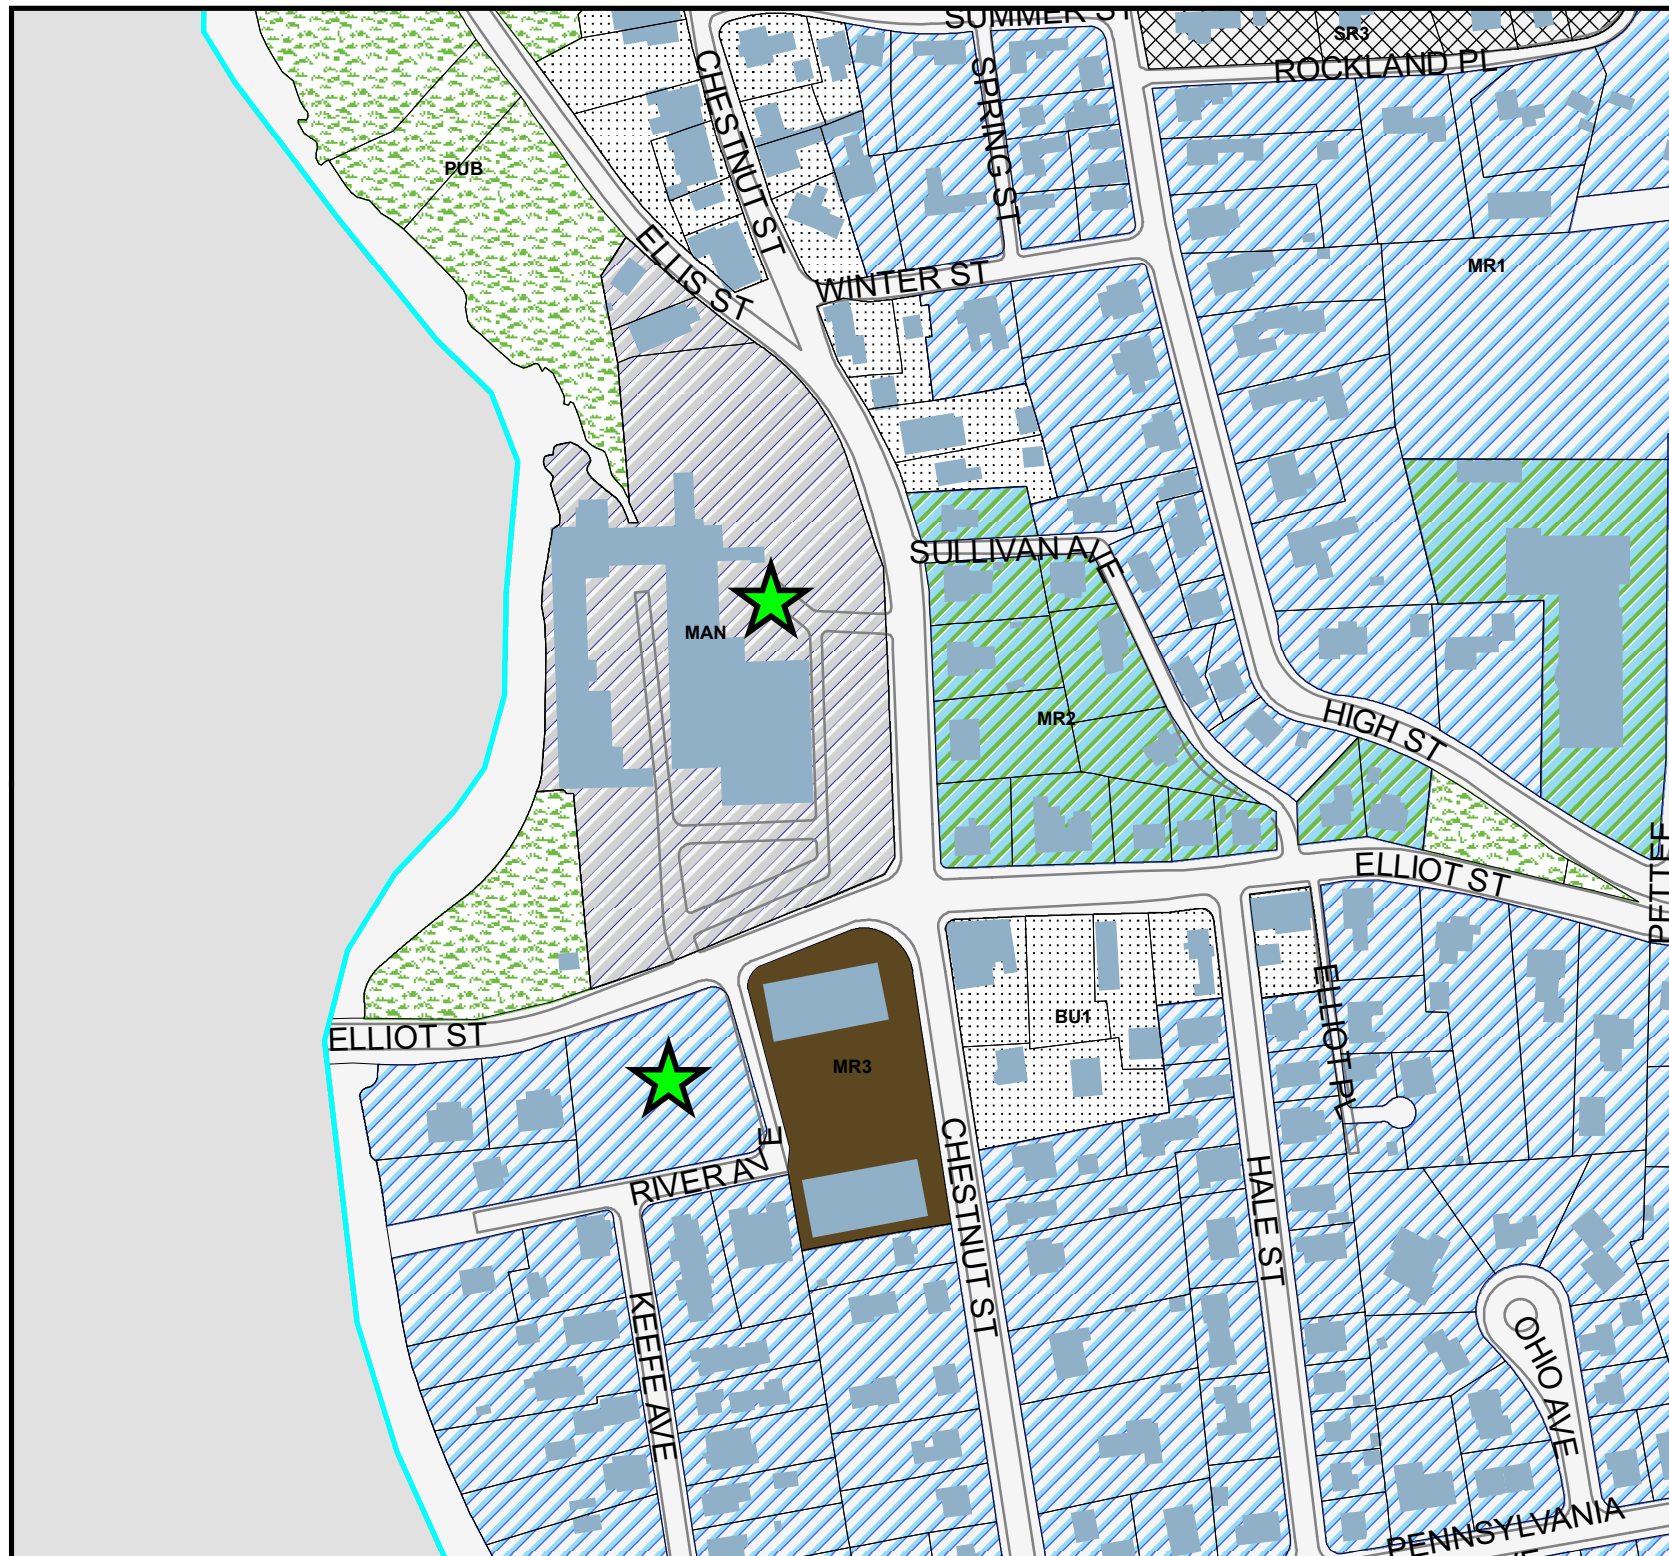 SUMMER ST
SR3
ROCKLAND PL
CHESTNUT ST
SPRING ST
PUB
ELLIS ST
WINTER ST
MR1
SULLIVAN AVE
MAN
MR2
HIGH ST
PETTEE
ELLIOT ST
ELLIOT ST
BU1
ELLIOT PL
MR3
RIVER AVE
CHESTNUT ST
HALE ST
KEEFE AVE
OHIO AVE
PENNSYLVANIA
AVE